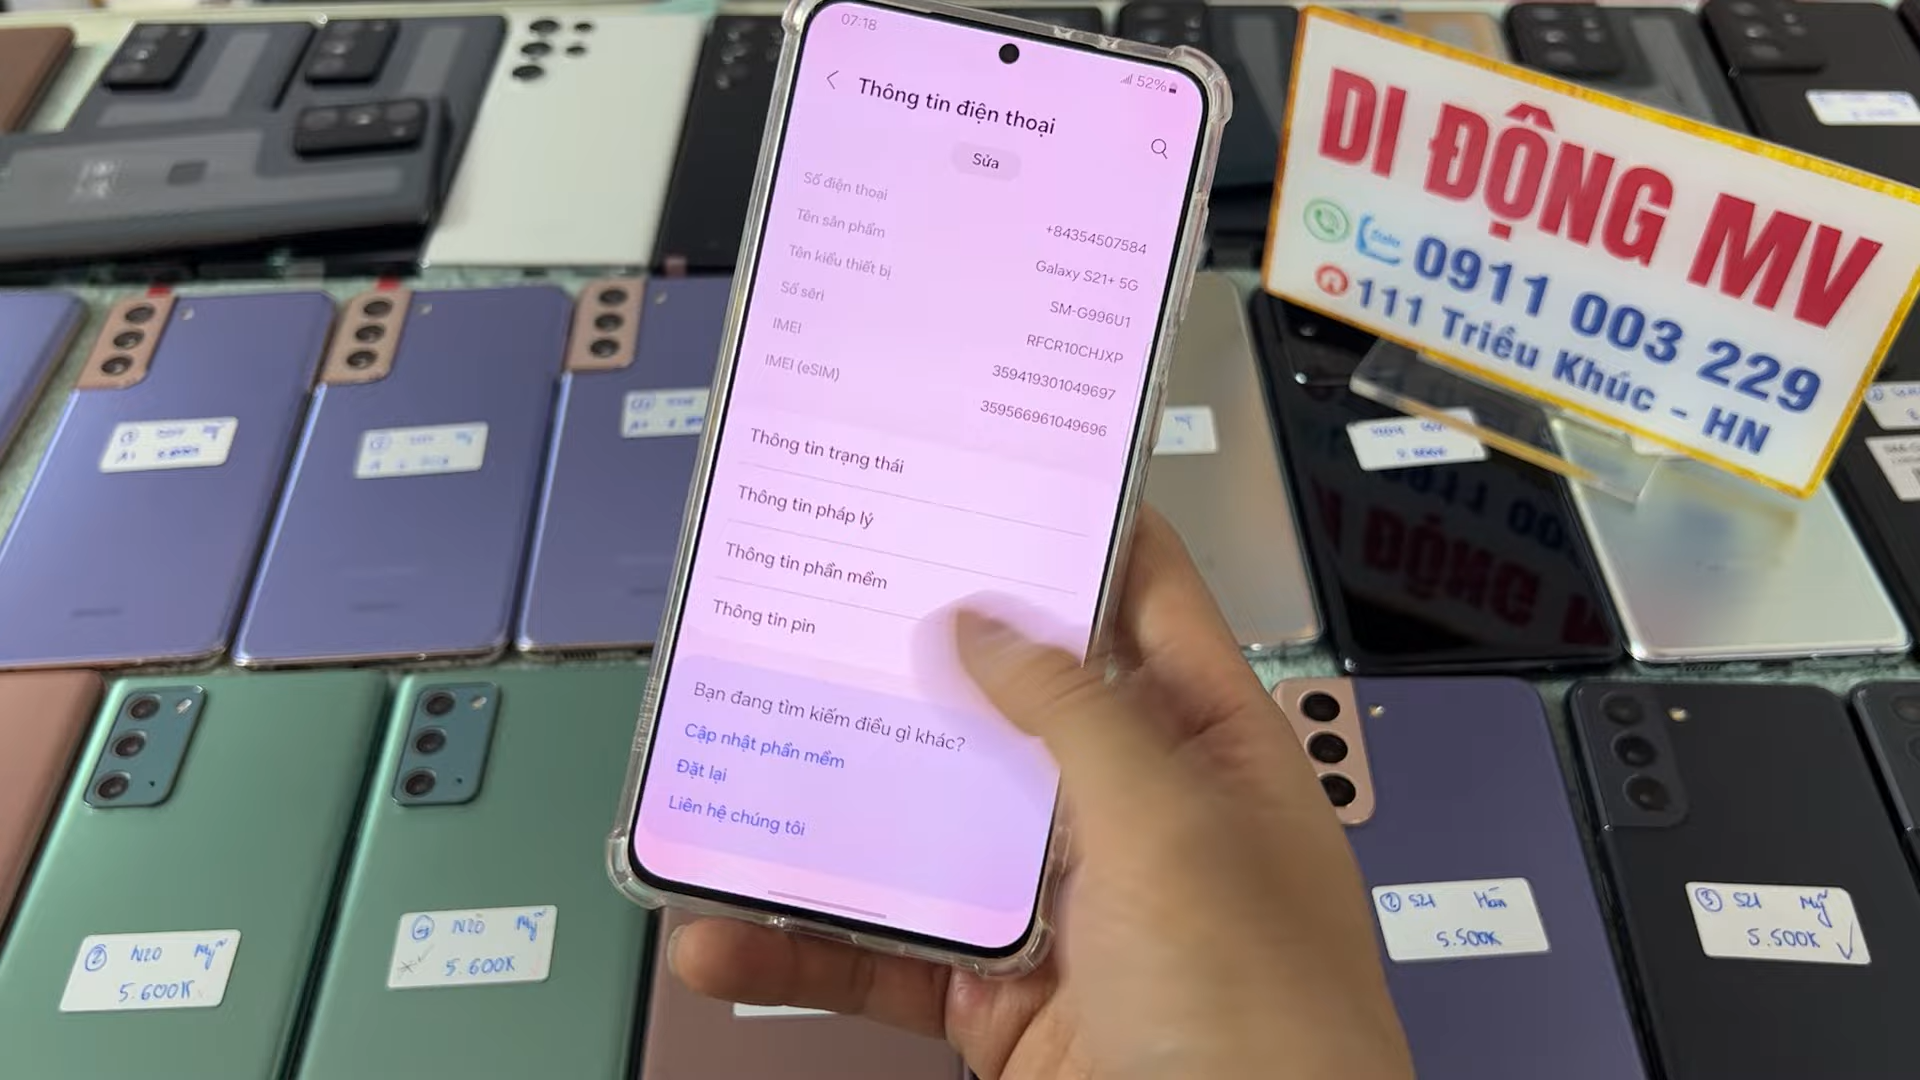 07:18
52%
Thông tin điện thoại
Sửa
Số điện thoại
+84354507584
Tên sản phẩm
Galaxy S21+ 5G
Tên kiểu thiết bị
SM-G996U1
Số sêri
RFCR10CHJXP
IMEI
359419301049697
IMEI (eSIM)
359566961049696
Thông tin trạng thái
Thông tin pháp lý
Thông tin phần mềm
Thông tin pin
Bạn đang tìm kiếm điều gì khác?
Cập nhật phần mềm
Đặt lại
Liên hệ chúng tôi
DI ĐỘNG MV
Zalo 0911 003 229
111 Triều Khúc - HN
2 N20 Mỹ
5.600K
N20 Mỹ
5.600K
2 S21 Hàn
5.500K
3 S21 Mỹ
5.500K